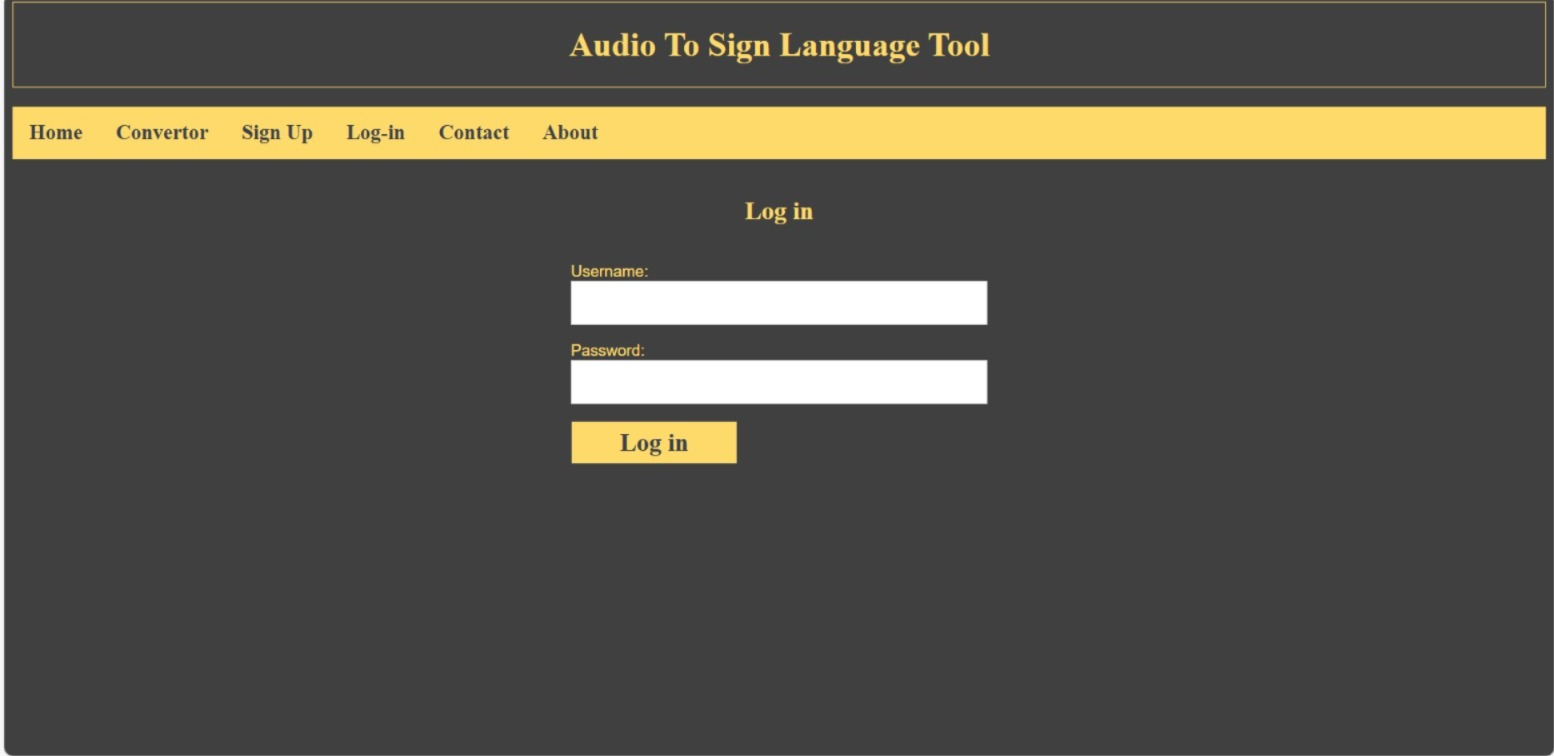 Audio To Sign Language Tool
Home Convertor Sign Up Log-in Contact About
Log in
Username:
Password:
Log in